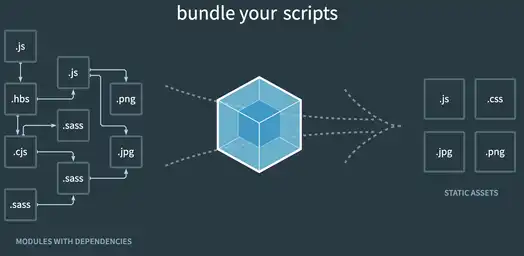 bundle your scripts
.js
.js
.hbs
.png
.sass
.cjs
.jpg
.sass
.sass
MODULES WITH DEPENDENCIES
.js
.css
.jpg
.png
STATIC ASSETS